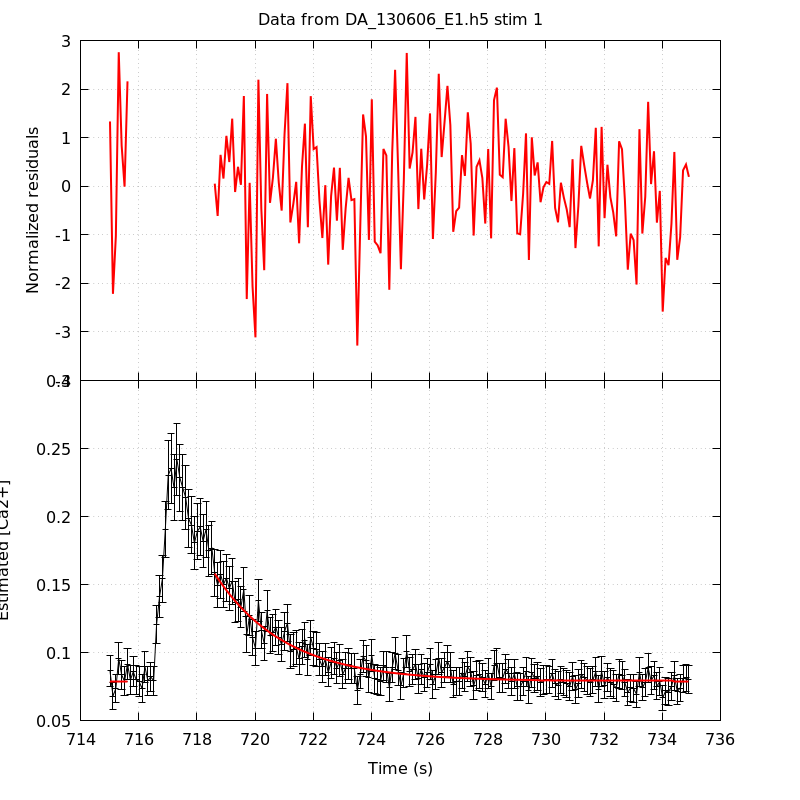 Data from DA_130606_E1.h5 stim 1
3
2
1
0
-1
-2
-3
Normalized residuals
0.25
0.2
0.15
0.1
0.05
Estimated [Ca2+]
714 716 718 720 722 724 726 728 730 732 734 736
Time (s)